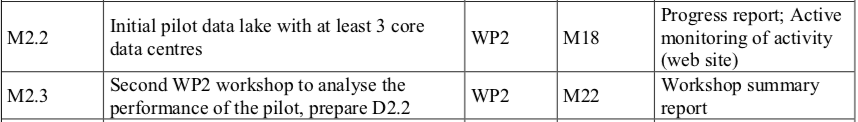 M2.2 Initial pilot data lake with at least 3 core data centres WP2 M18 Progress report; Active monitoring of activity (web site)
M2.3 Second WP2 workshop to analyse the performance of the pilot, prepare D2.2 WP2 M22 Workshop summary report